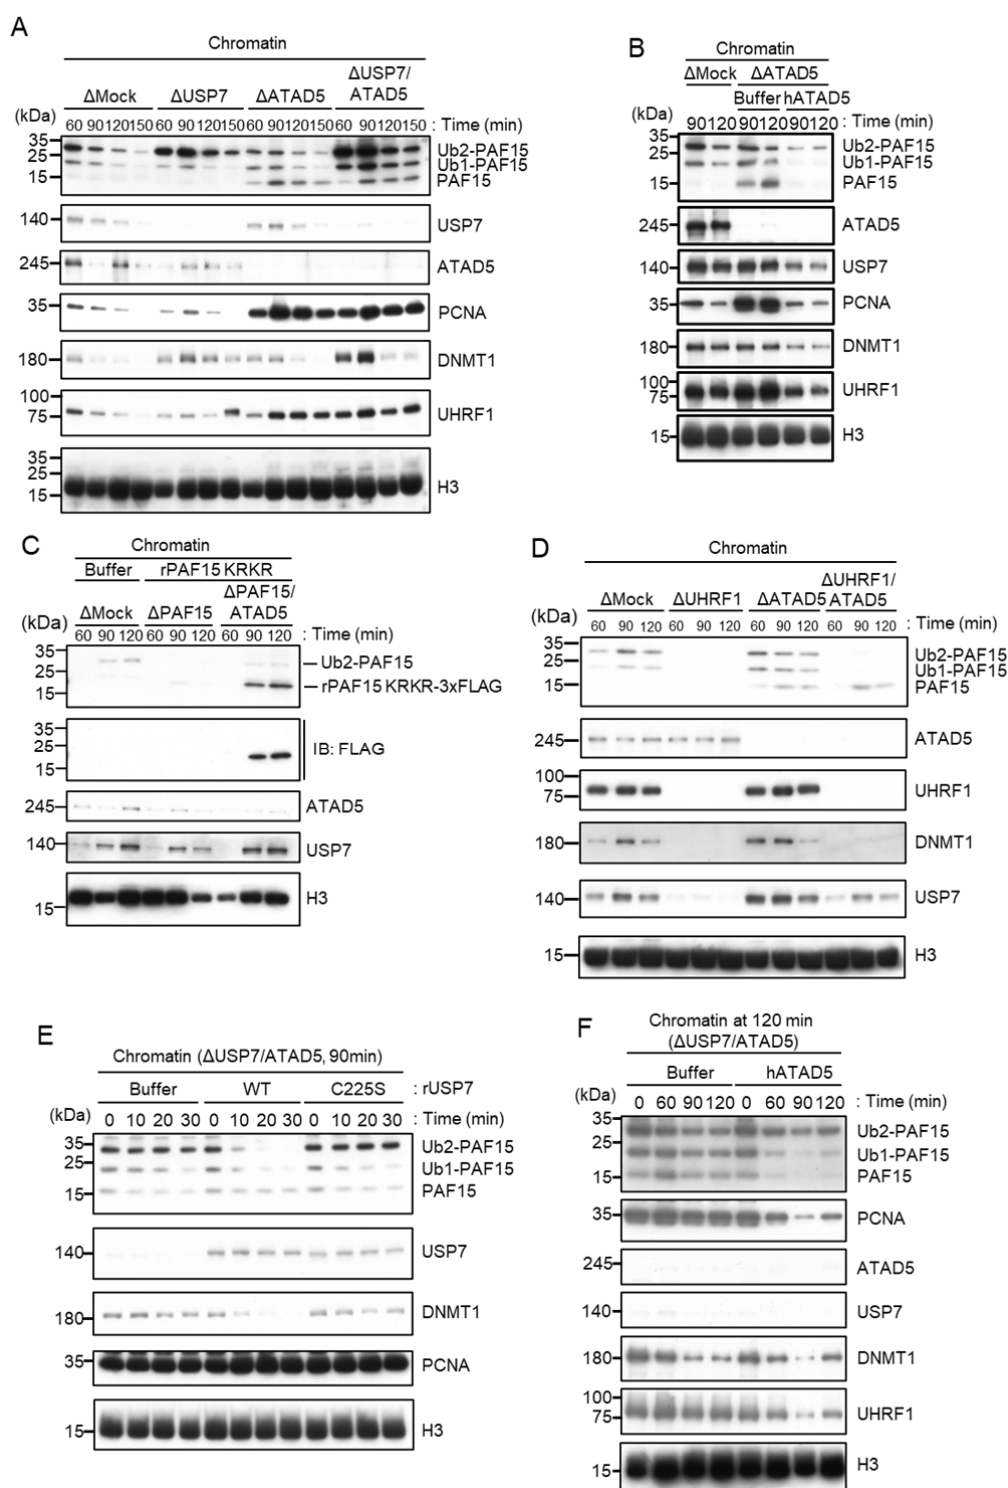 A
Chromatin
ΔMock ΔUSP7 ΔATAD5 ΔUSP7/
ATAD5
(kDa)
60 90 120 150 60 90 120 150 60 90 120 150 60 90 120 150 : Time (min)
35
25
15
Ub2-PAF15
Ub1-PAF15
PAF15
140 USP7
245 ATAD5
35 PCNA
180 DNMT1
100
75 UHRF1
35
25
15 H3
B
Chromatin
ΔMock ΔATAD5
Buffer hATAD5
(kDa)
90 120 90 120 90 120 : Time (min)
35
25
15
Ub2-PAF15
Ub1-PAF15
PAF15
245 ATAD5
140 USP7
35 PCNA
180 DNMT1
100
75 UHRF1
15 H3
C
Chromatin
Buffer rPAF15 KRKR
ΔMock ΔPAF15 ΔPAF15/
ATAD5
(kDa)
60 90 120 60 90 120 60 90 120 : Time (min)
35
25
15
Ub2-PAF15
rPAF15 KRKR-3xFLAG
35
25
15
IB: FLAG
245 ATAD5
140 USP7
15 H3
D
Chromatin
ΔMock ΔUHRF1 ΔATAD5 ΔUHRF1/
ATAD5
(kDa)
60 90 120 60 90 120 60 90 120 60 90 120 : Time (min)
35
25
15
Ub2-PAF15
Ub1-PAF15
PAF15
245 ATAD5
100
75 UHRF1
180 DNMT1
140 USP7
15 H3
E
Chromatin (ΔUSP7/ATAD5, 90min)
Buffer WT C225S : rUSP7
(kDa)
0 10 20 30 0 10 20 30 0 10 20 30 : Time (min)
35
25
15
Ub2-PAF15
Ub1-PAF15
PAF15
140 USP7
180 DNMT1
35 PCNA
15 H3
F
Chromatin at 120 min
(ΔUSP7/ATAD5)
Buffer hATAD5
(kDa)
0 60 90 120 0 60 90 120 : Time (min)
35
25
15
Ub2-PAF15
Ub1-PAF15
PAF15
35 PCNA
245 ATAD5
140 USP7
180 DNMT1
100
75 UHRF1
15 H3